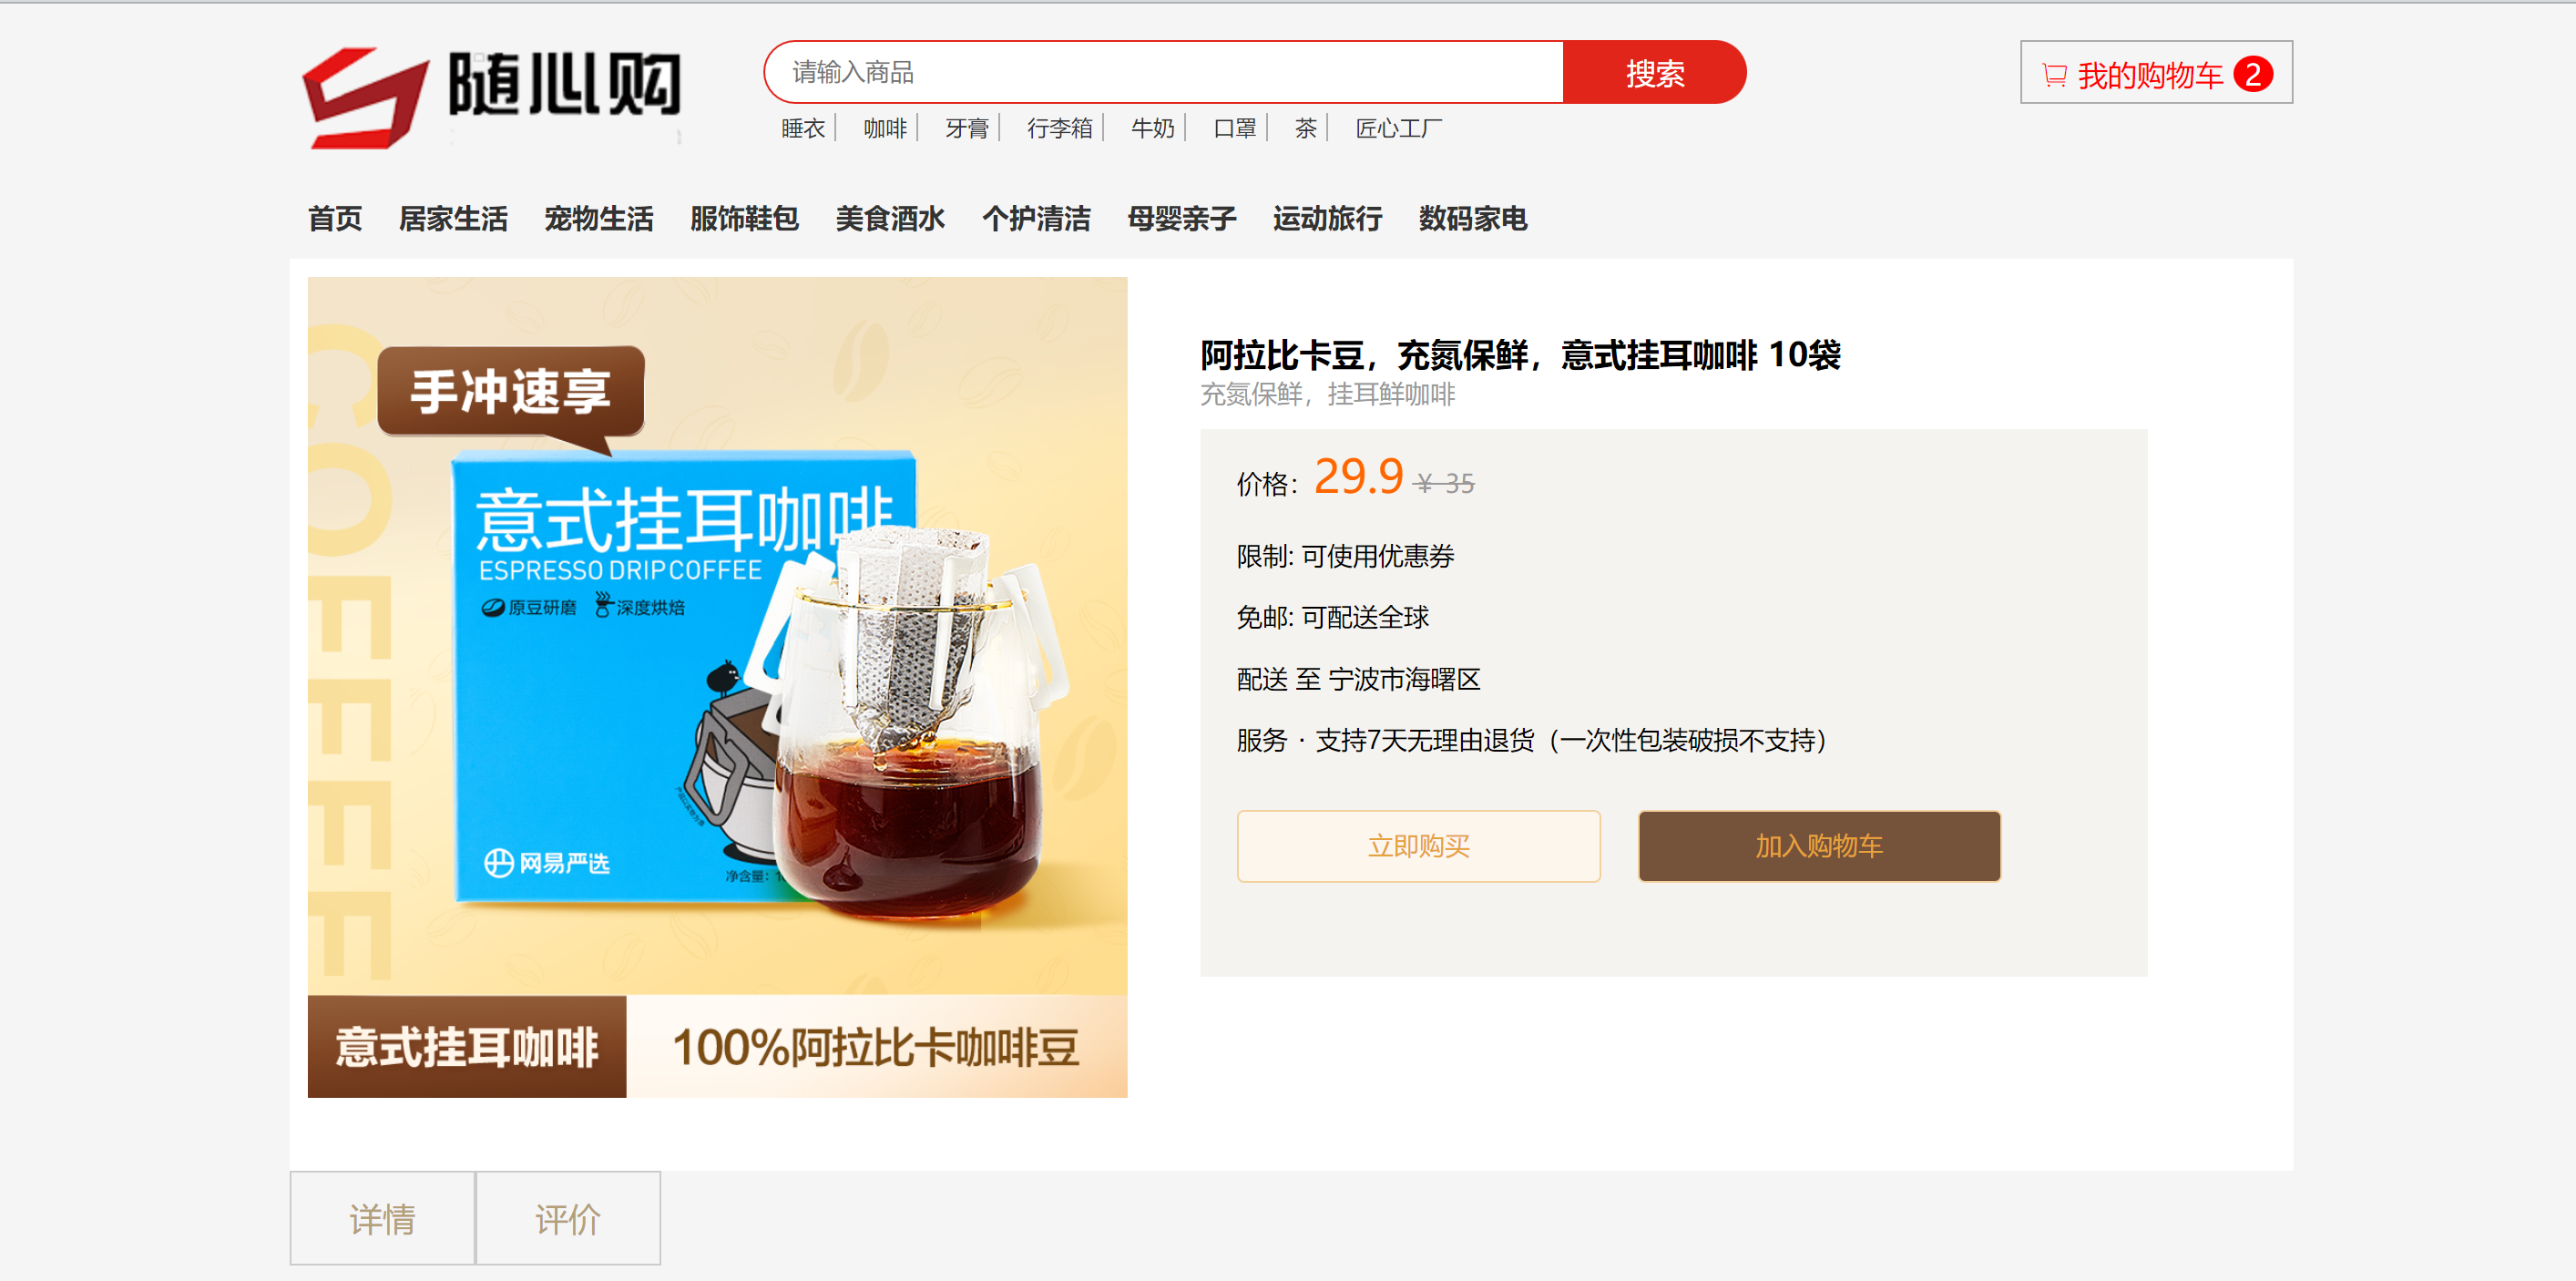 随心购
请输入商品
搜索
我的购物车 2
睡衣 咖啡 牙膏 行李箱 牛奶 口罩 茶 匠心工厂
首页 居家生活 宠物生活 服饰鞋包 美食酒水 个护清洁 母婴亲子 运动旅行 数码家电
COFFEE
手冲速享
意式挂耳咖啡
ESPRESSO DRIPCOFFEE
原豆研磨 深度烘焙
网易严选
净含量：
意式挂耳咖啡 100%阿拉比卡咖啡豆
阿拉比卡豆，充氮保鲜，意式挂耳咖啡 10袋
充氮保鲜，挂耳鲜咖啡
价格：29.9 ¥ 35
限制: 可使用优惠券
免邮: 可配送全球
配送 至 宁波市海曙区
服务 · 支持7天无理由退货（一次性包装破损不支持）
立即购买 加入购物车
详情 评价